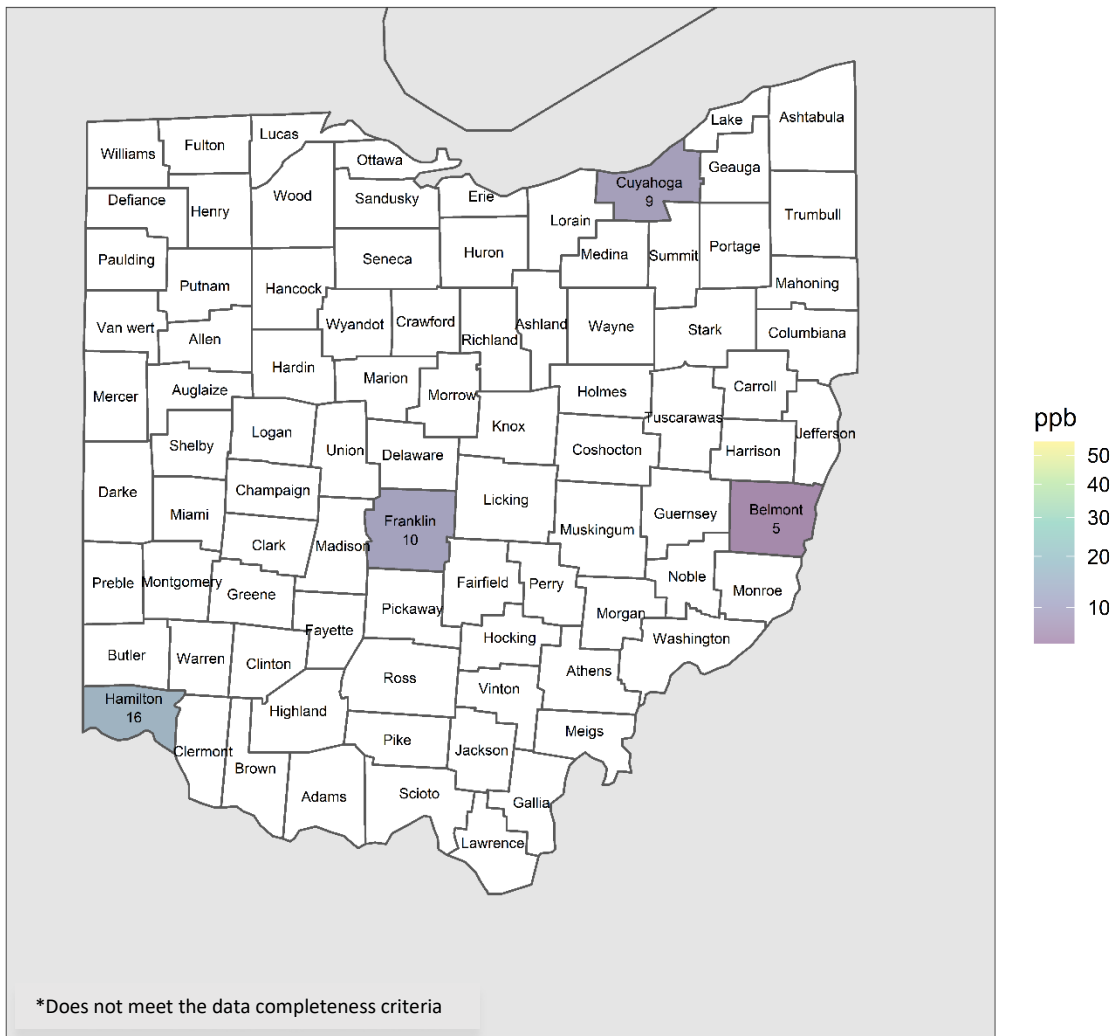 Lake
Ashtabula
Lucas
Fulton
Williams
Ottawa
Geauga
Cuyahoga
9
Wood
Sandusky
Erie
Defiance
Henry
Lorain
Trumbull
Portage
Huron
Medina
Summit
Seneca
Paulding
Mahoning
Putnam
Hancock
Van wert
Wyandot
Crawford
Ashland
Wayne
Stark
Columbiana
Allen
Richland
Hardin
Marion
Carroll
Auglaize
Mercer
Morrow
Holmes
Tuscarawas
Knox
Logan
Jefferson
Shelby
Union
Delaware
Coshocton
Harrison
Champaign
Darke
Licking
Belmont
5
Miami
Guernsey
Franklin
10
Muskingum
Clark
Madison
Noble
Preble
Montgomery
Fairfield
Perry
Monroe
Greene
Pickaway
Morgan
Fayette
Hocking
Washington
Butler
Warren
Clinton
Athens
Ross
Vinton
Hamilton
16
Highland
Meigs
Pike
Jackson
Clermont
Brown
Scioto
Adams
Gallia
Lawrence
*Does not meet the data completeness criteria
ppb
50
40
30
20
10